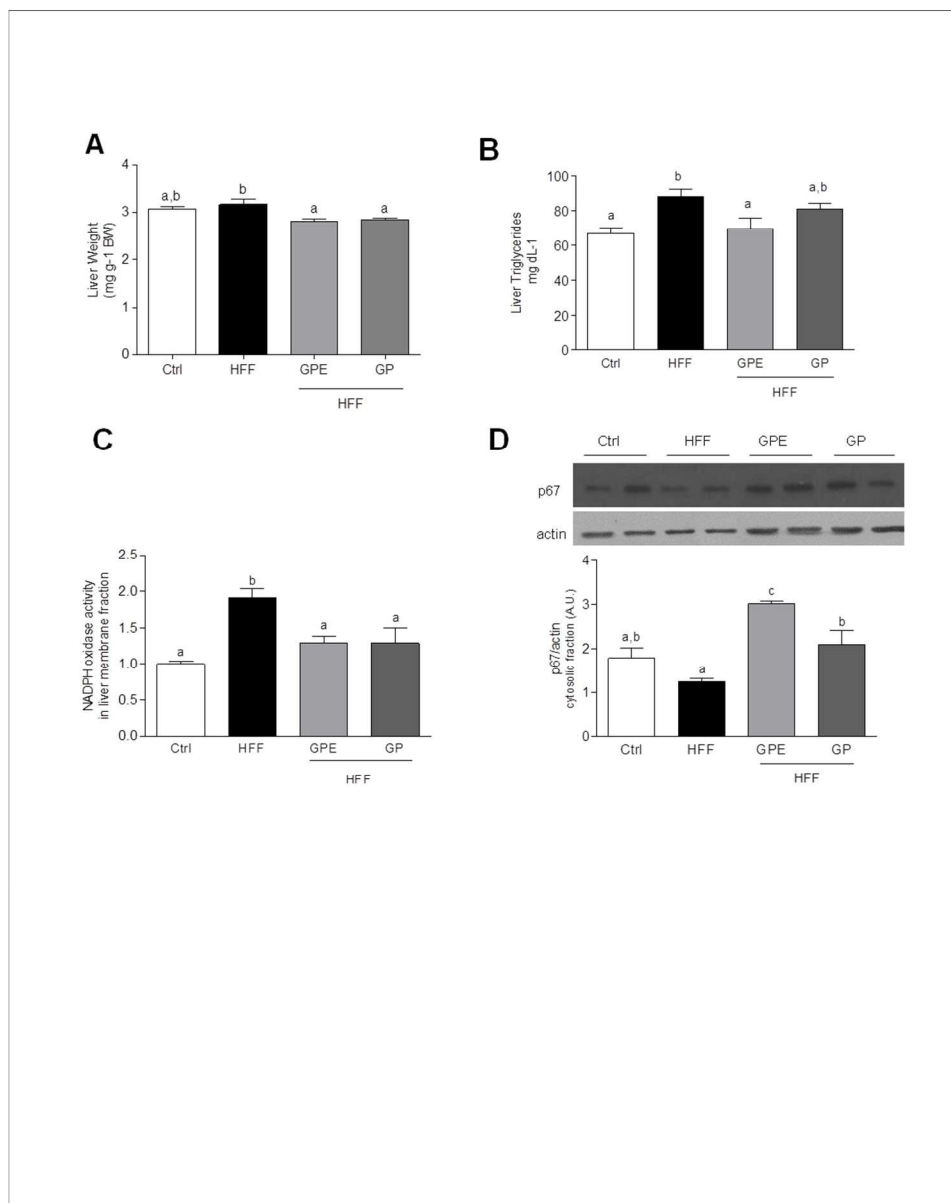 A
Liver Weight
(mg g-1 BW)
4
3
2
1
0
a,b
b
a
a
Ctrl
HFF
GPE
GP
HFF
B
Liver Triglycerides
mg dL-1
100
80
60
40
20
0
a
b
a
a,b
Ctrl
HFF
GPE
GP
HFF
C
NADPH oxidase activity
in liver membrane fraction
2.5
2.0
1.5
1.0
0.5
0.0
a
b
a
a
Ctrl
HFF
GPE
GP
HFF
D
Ctrl
HFF
GPE
GP
p67
actin
p67/actin
cytosolic fraction (A.U.)
4
3
2
1
0
a,b
a
c
b
Ctrl
HFF
GPE
GP
HFF